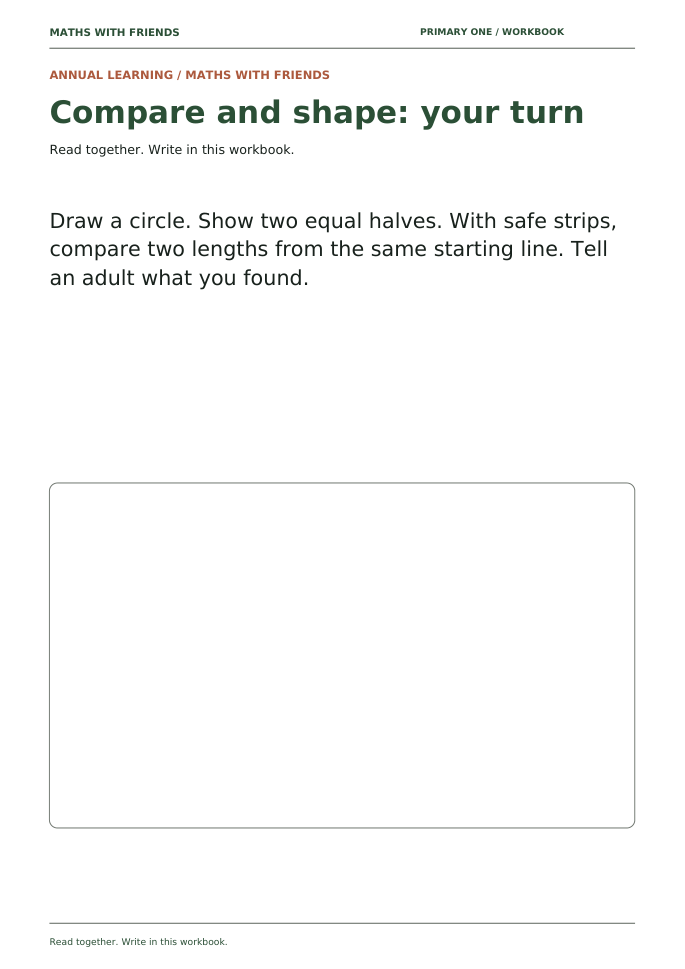 MATHS WITH FRIENDS
PRIMARY ONE / WORKBOOK
ANNUAL LEARNING / MATHS WITH FRIENDS
Compare and shape: your turn
Read together. Write in this workbook.
Draw a circle. Show two equal halves. With safe strips,
compare two lengths from the same starting line. Tell
an adult what you found.
Read together. Write in this workbook.